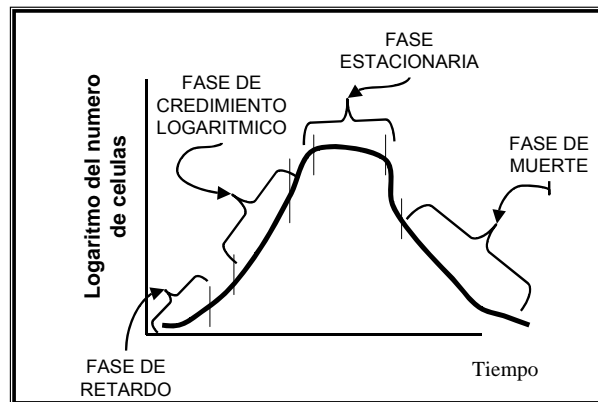 FASE
ESTACIONARIA
FASE DE
CREDIMIENTO
LOGARITMICO
FASE DE
MUERTE
Logaritmo del numero
de celulas
FASE DE
RETARDO
Tiempo